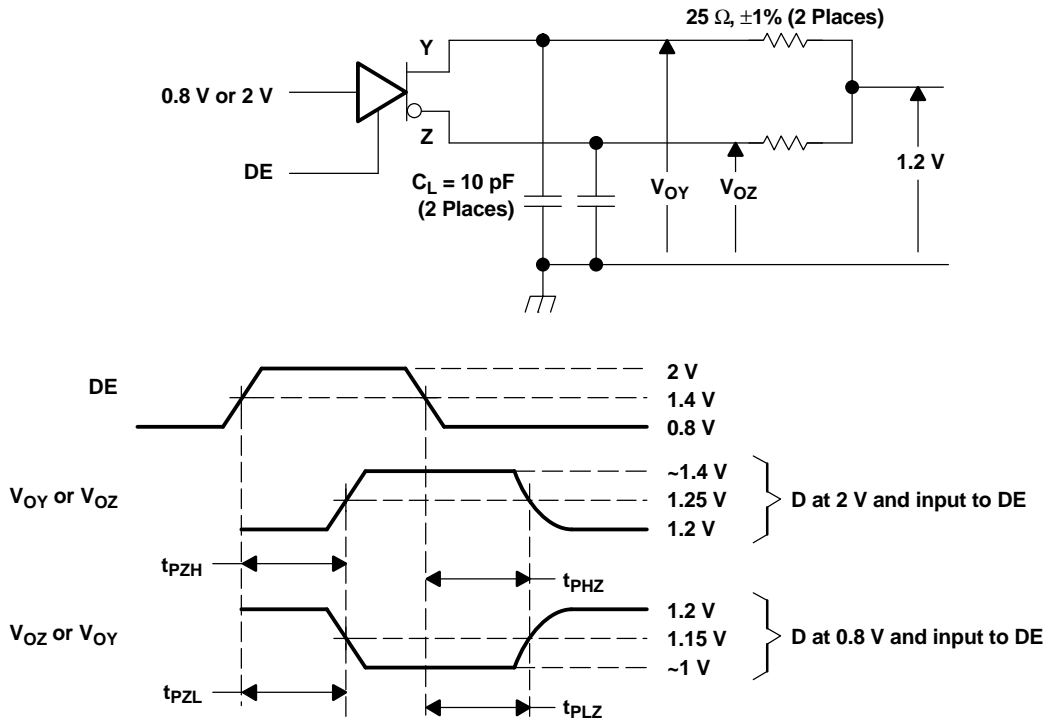 25 Ω, ±1% (2 Places)
Y
0.8 V or 2 V
Z
DE
1.2 V
C_L = 10 pF
(2 Places)
V_OY
V_OZ
DE
2 V
1.4 V
0.8 V
V_OY or V_OZ
~1.4 V
1.25 V
1.2 V
D at 2 V and input to DE
t_PZH
t_PHZ
V_OZ or V_OY
1.2 V
1.15 V
~1 V
D at 0.8 V and input to DE
t_PZL
t_PLZ